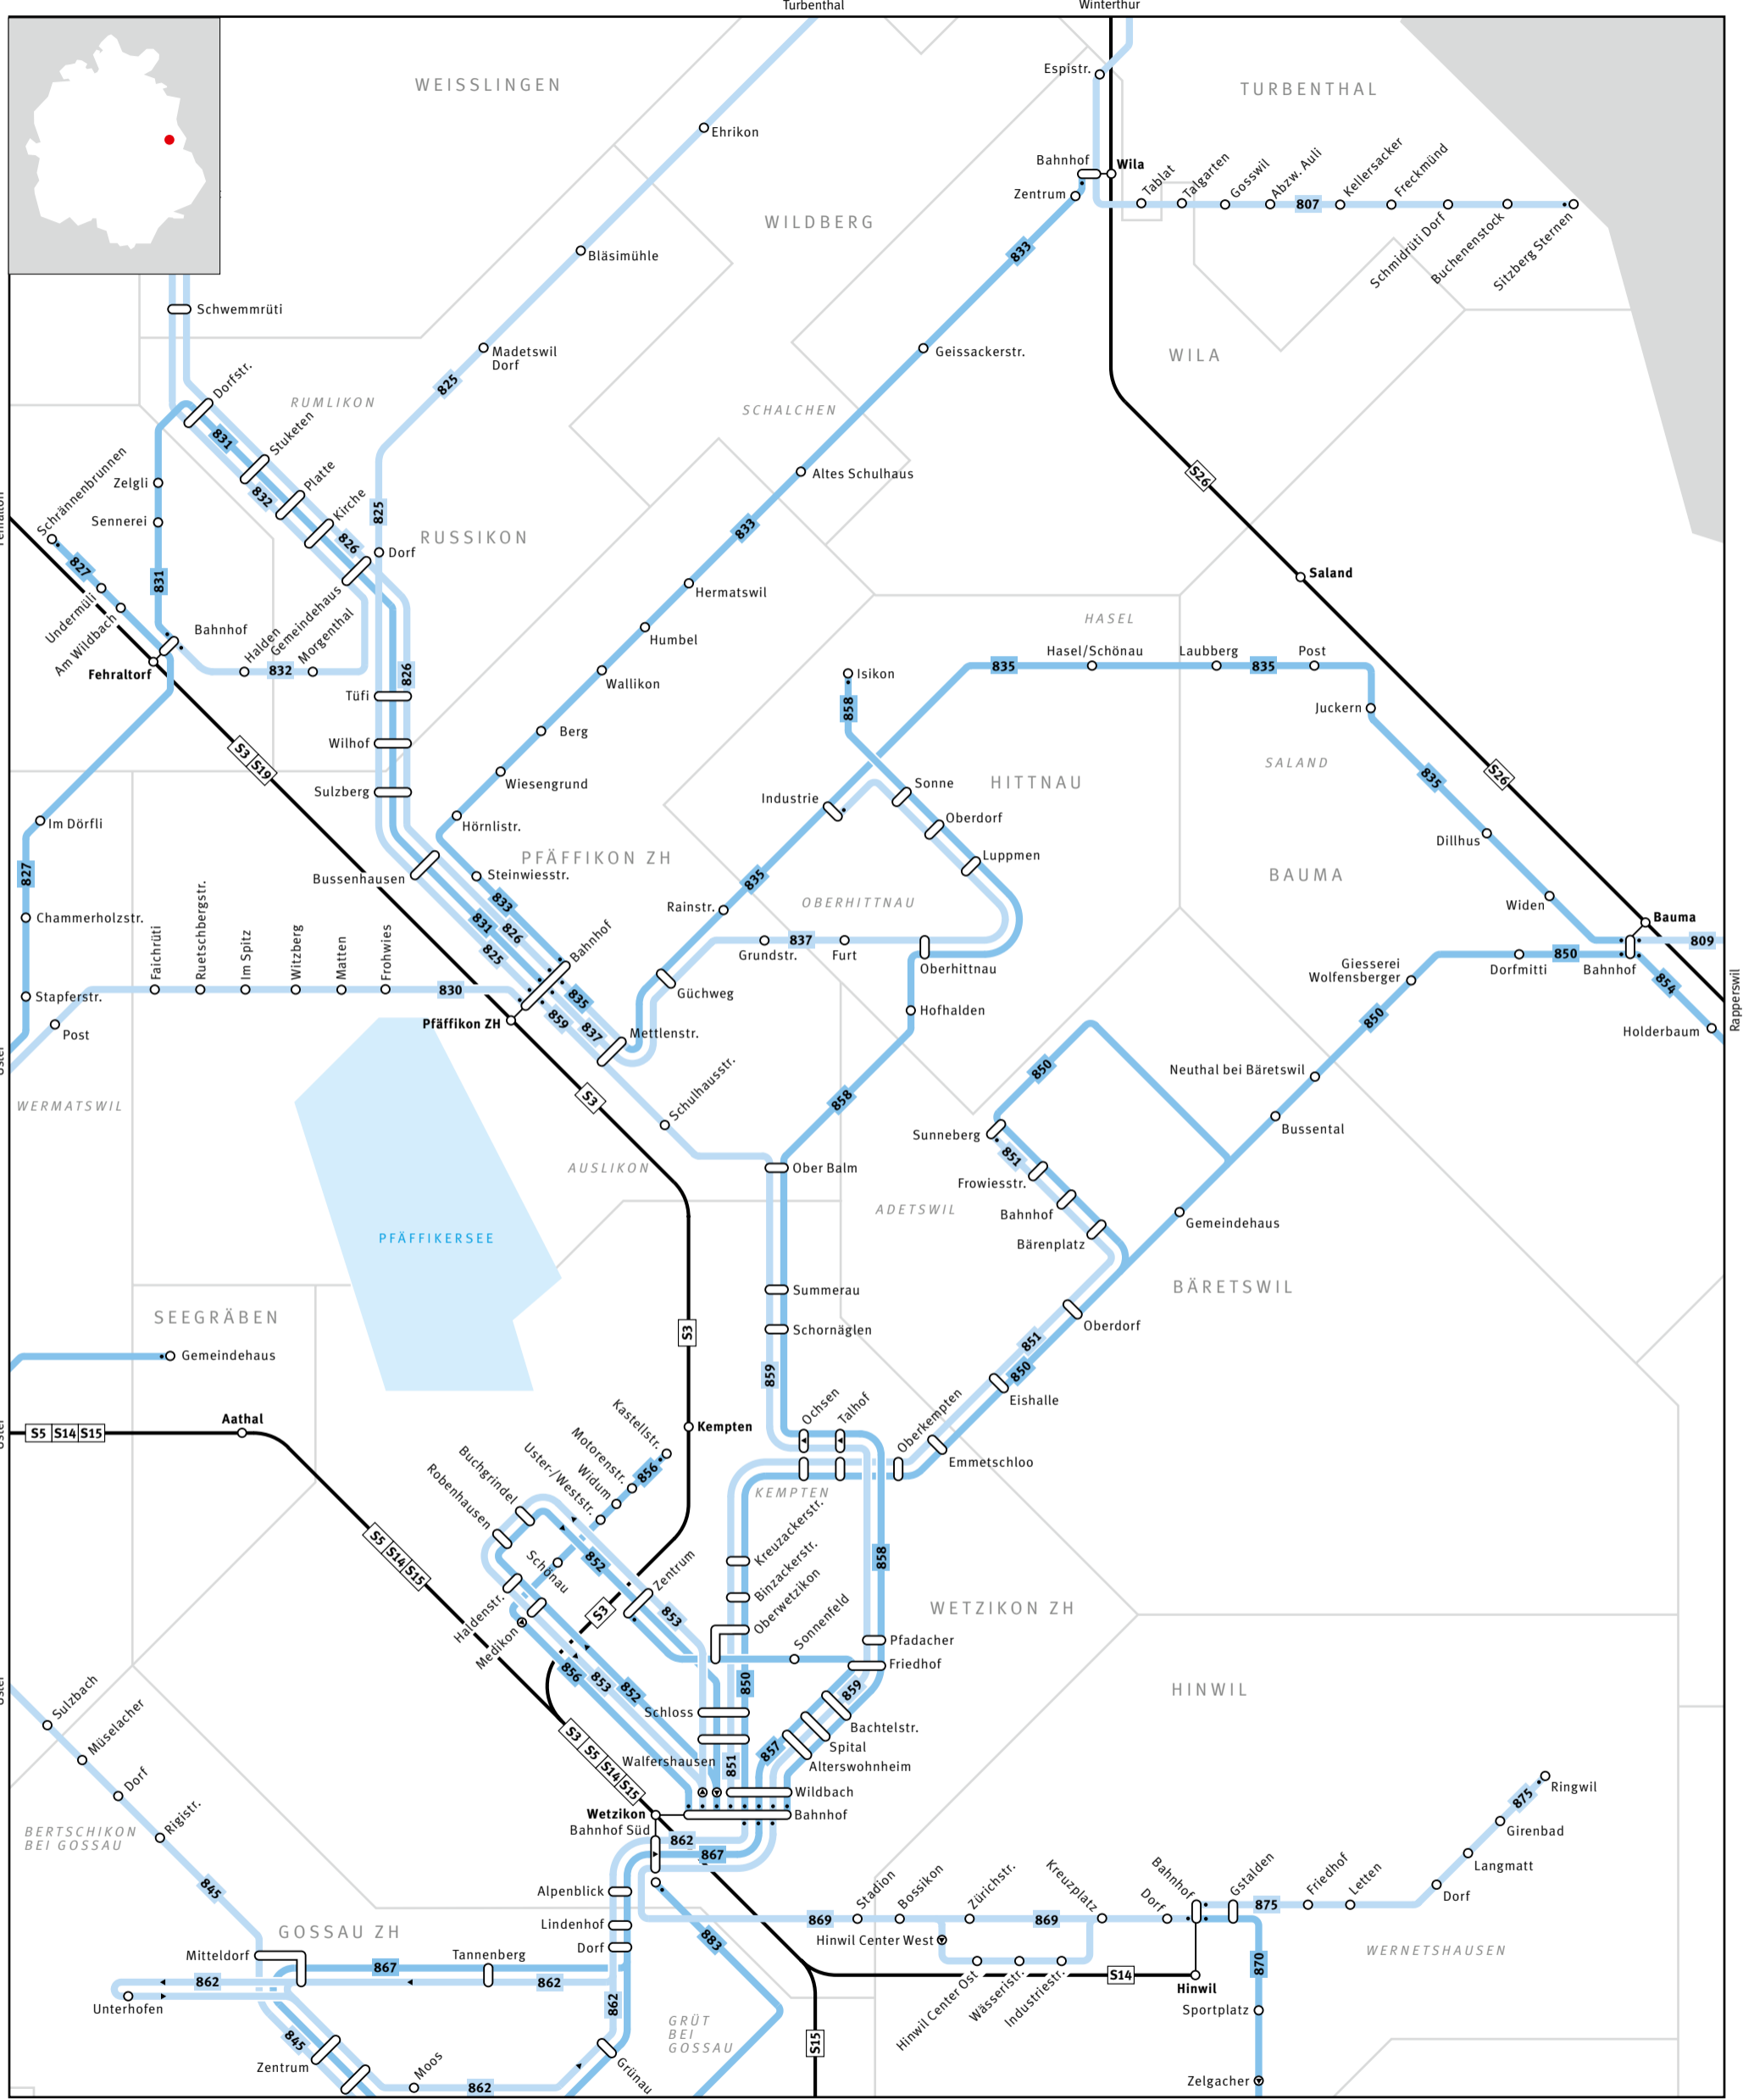 Turbenthal
Winterthur
WEISSLINGEN
Espistr.
TURBENTHAL
Ehrikon
Bahnhof
Wila
Zentrum
Tablat
Talgarten
Gosswil
Abzw. Auli
807
Kellersacker
Freckmünd
Schmidrüti Dorf
Buchenenstock
Sitzberg Sternen
WILDBERG
833
Bläsimühle
Schwemmrüti
Madetswil
Dorf
Geissackerstr.
WILA
825
Dorfstr.
RUMLIKON
SCHALCHEN
831
Stuketen
Schrännenbrunnen
Zelgli
832
Platte
Altes Schulhaus
S26
Sennerei
Kirche
825
826
RUSSIKON
833
Dorf
827
831
Undermüli
Am Wildbach
Gemeindehaus
Hermatswil
Saland
HASEL
Bahnhof
Halden
Morgenthal
Humbel
Fehraltorf
832
826
Wallikon
Isikon
835
Hasel/Schönau
Laubberg
835
Post
Tüfi
858
Juckern
Wilhof
Berg
S3
S19
Wiesengrund
SALAND
835
S26
Sulzberg
HITTNAU
Industrie
Sonne
Im Dörfli
Hörnlistr.
Oberdorf
Dillhus
827
PFÄFFIKON ZH
Luppmen
Bussenhausen
Steinwiesstr.
835
BAUMA
833
Rainstr.
OBERHITTNAU
Widen
Bauma
Chammerholzstr.
831
826
825
Bahnhof
837
Grundstr.
Furt
Oberhittnau
809
Faichrüti
Ruetschbergstr.
Im Spitz
Witzberg
Matten
Frohwies
Giesserei
Wolfensberger
Dorfmitti
850
Bahnhof
854
Rapperswil
Stapferstr.
830
835
Güchweg
Hofhalden
850
Post
Pfäffikon ZH
859
837
Mettlenstr.
Holderbaum
WERMATSWIL
S3
Schulhausstr.
858
850
Neuthal bei Bäretswil
Bussental
Sunneberg
851
AUSLIKON
Ober Balm
Frowiesstr.
ADETSWIL
Bahnhof
Gemeindehaus
PFÄFFIKERSEE
Bärenplatz
BÄRETSWIL
Summerau
SEEGRÄBEN
Schornäglen
S3
Oberdorf
Gemeindehaus
859
851
850
Eishalle
Aathal
S5
S14
S15
Kastellstr.
Kempten
Ochsen
Talhof
Oberkempten
Motorenstr.
Widum
856
Uster-/Weststr.
Buchgrindel
Robenhausen
Emmetschloo
KEMPTEN
S5
S14
S15
Schönau
852
Kreuzackerstr.
858
Haldenstr.
Zentrum
Binzackerstr.
Oberwetzikon
Sonnenfeld
WETZIKON ZH
S3
853
Medikon
Pfadacher
Friedhof
856
853
852
850
859
HINWIL
Sulzbach
Schloss
Bachtelstr.
Müselacher
S3
S5
S14
S15
Walfershausen
851
857
Spital
Alterswohnheim
Dorf
Wildbach
Ringwil
Rigistr.
Wetzikon
Bahnhof
875
BERTSCHIKON
BEI GOSSAU
Bahnhof Süd
862
867
Girenbad
Langmatt
845
Alpenblick
Stadion
Bossikon
Zürichstr.
Kreuzplatz
Bahnhof
Dorf
Gstalden
875
Friedhof
Letten
Dorf
869
869
GOSSAU ZH
Lindenhof
Dorf
883
Hinwil Center West
Mitteldorf
867
Tannenberg
WERNETSHAUSEN
862
862
870
S14
Hinwil Center Ost
Wässeristr.
Industriestr.
Hinwil
Unterhofen
862
Sportplatz
GRÜT
BEI
GOSSAU
S15
845
Zentrum
Moos
Grünau
862
Zelgacher